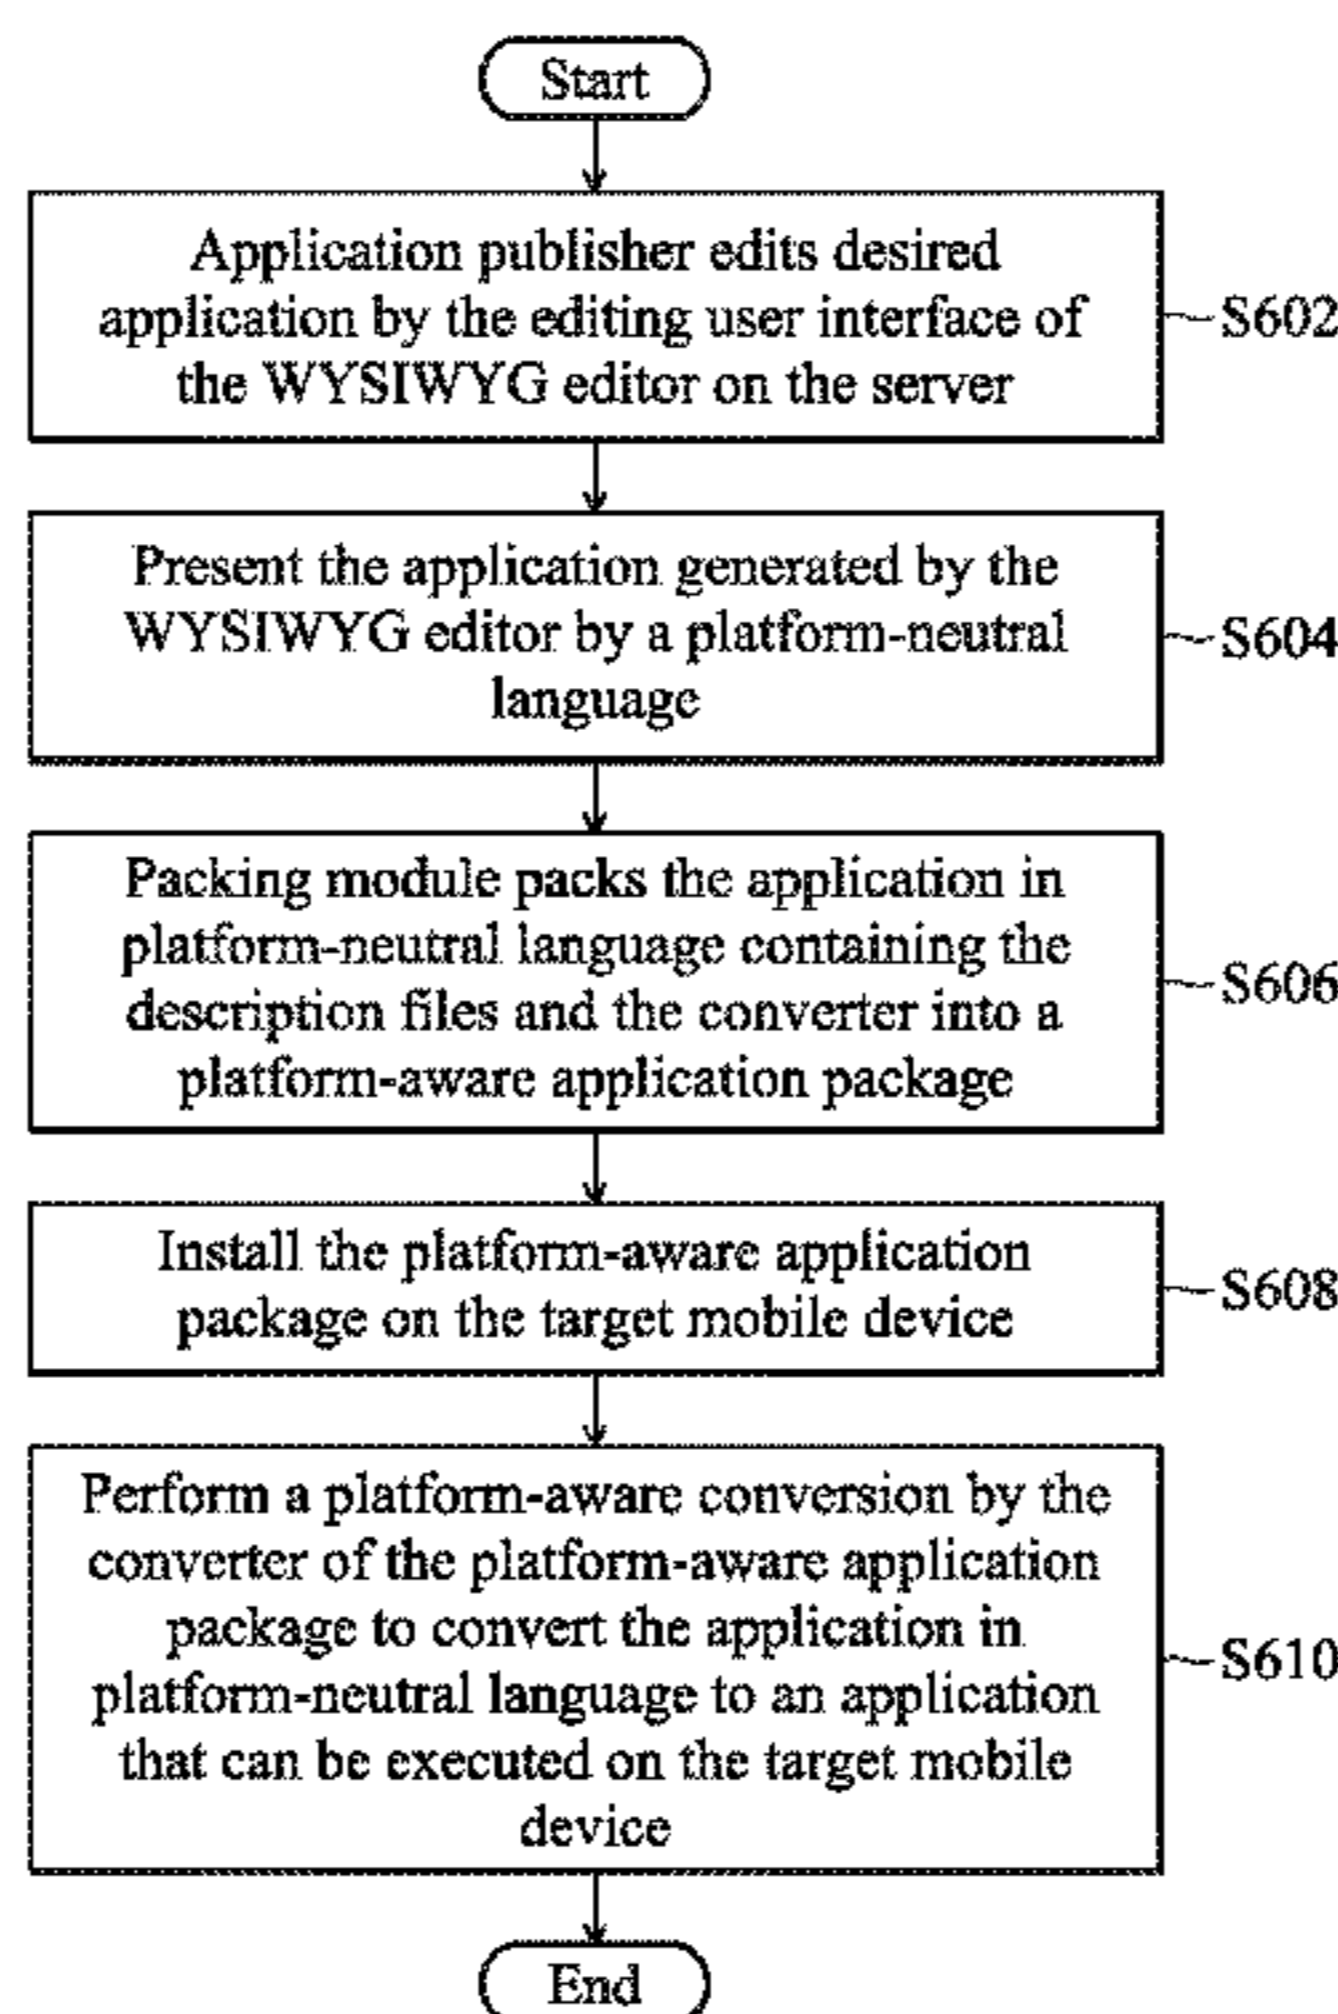 Start
Application publisher edits desired
application by the editing user interface of
the WYSIWYG editor on the server
S602
Present the application generated by the
WYSIWYG editor by a platform-neutral
language
S604
Packing module packs the application in
platform-neutral language containing the
description files and the converter into a
platform-aware application package
S606
Install the platform-aware application
package on the target mobile device
S608
Perform a platform-aware conversion by the
converter of the platform-aware application
package to convert the application in
platform-neutral language to an application
that can be executed on the target mobile
device
S610
End